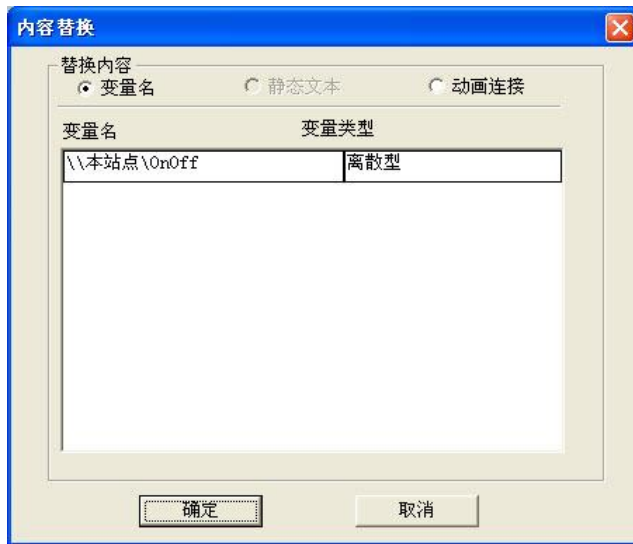 内容替换
替换内容
变量名 静态文本 动画连接
变量名 变量类型
\\本站点\OnOff 离散型
确定 取消